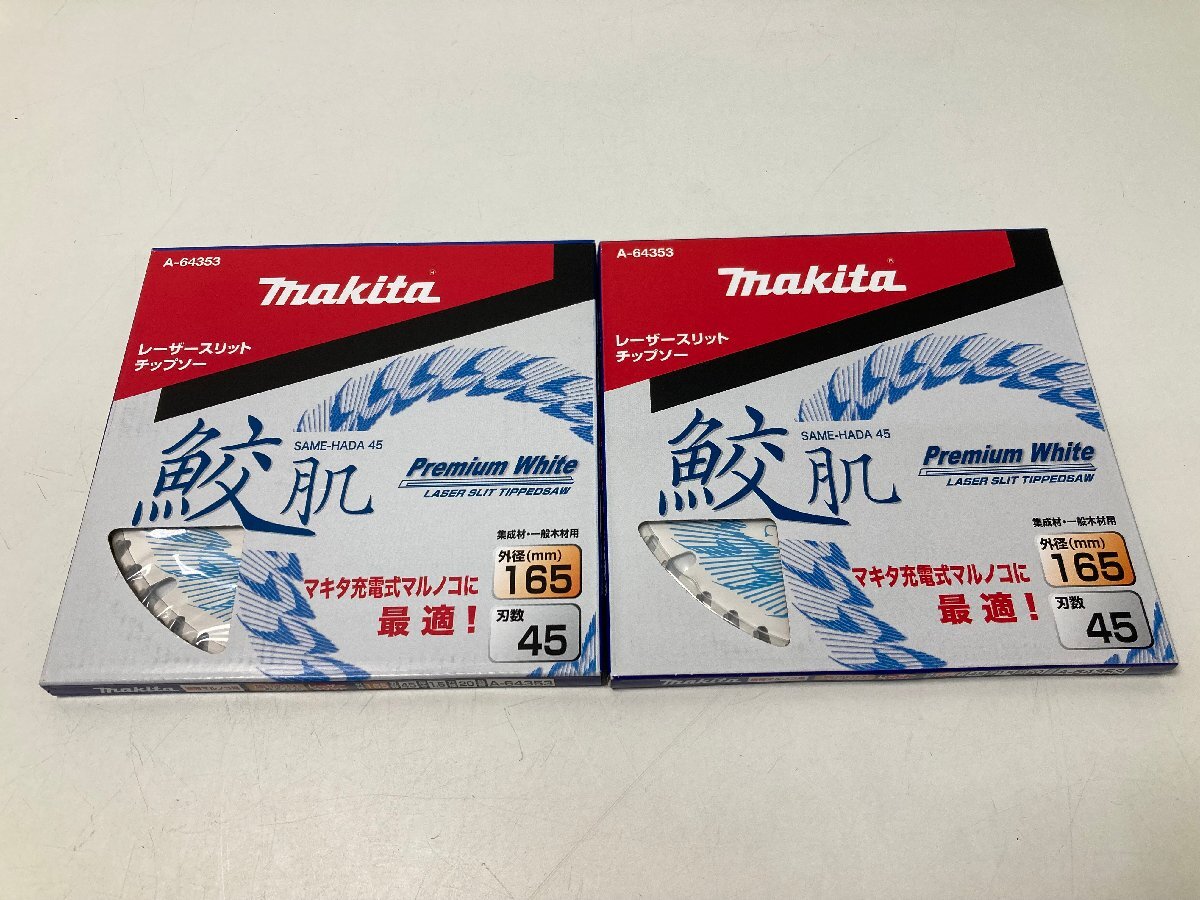 A-64353
makita
レーザースリット
チップソー
鮫肌
SAME-HADA 45
Premium White
LASER SLIT TIPPEDSAW
集成材・一般木材用
外径(mm)
165
マキタ充電式マルノコに
最適!
刃数
45
makita
A-64353
A-64353
makita
レーザースリット
チップソー
鮫肌
SAME-HADA 45
Premium White
LASER SLIT TIPPEDSAW
集成材・一般木材用
外径(mm)
165
マキタ充電式マルノコに
最適!
刃数
45
makita